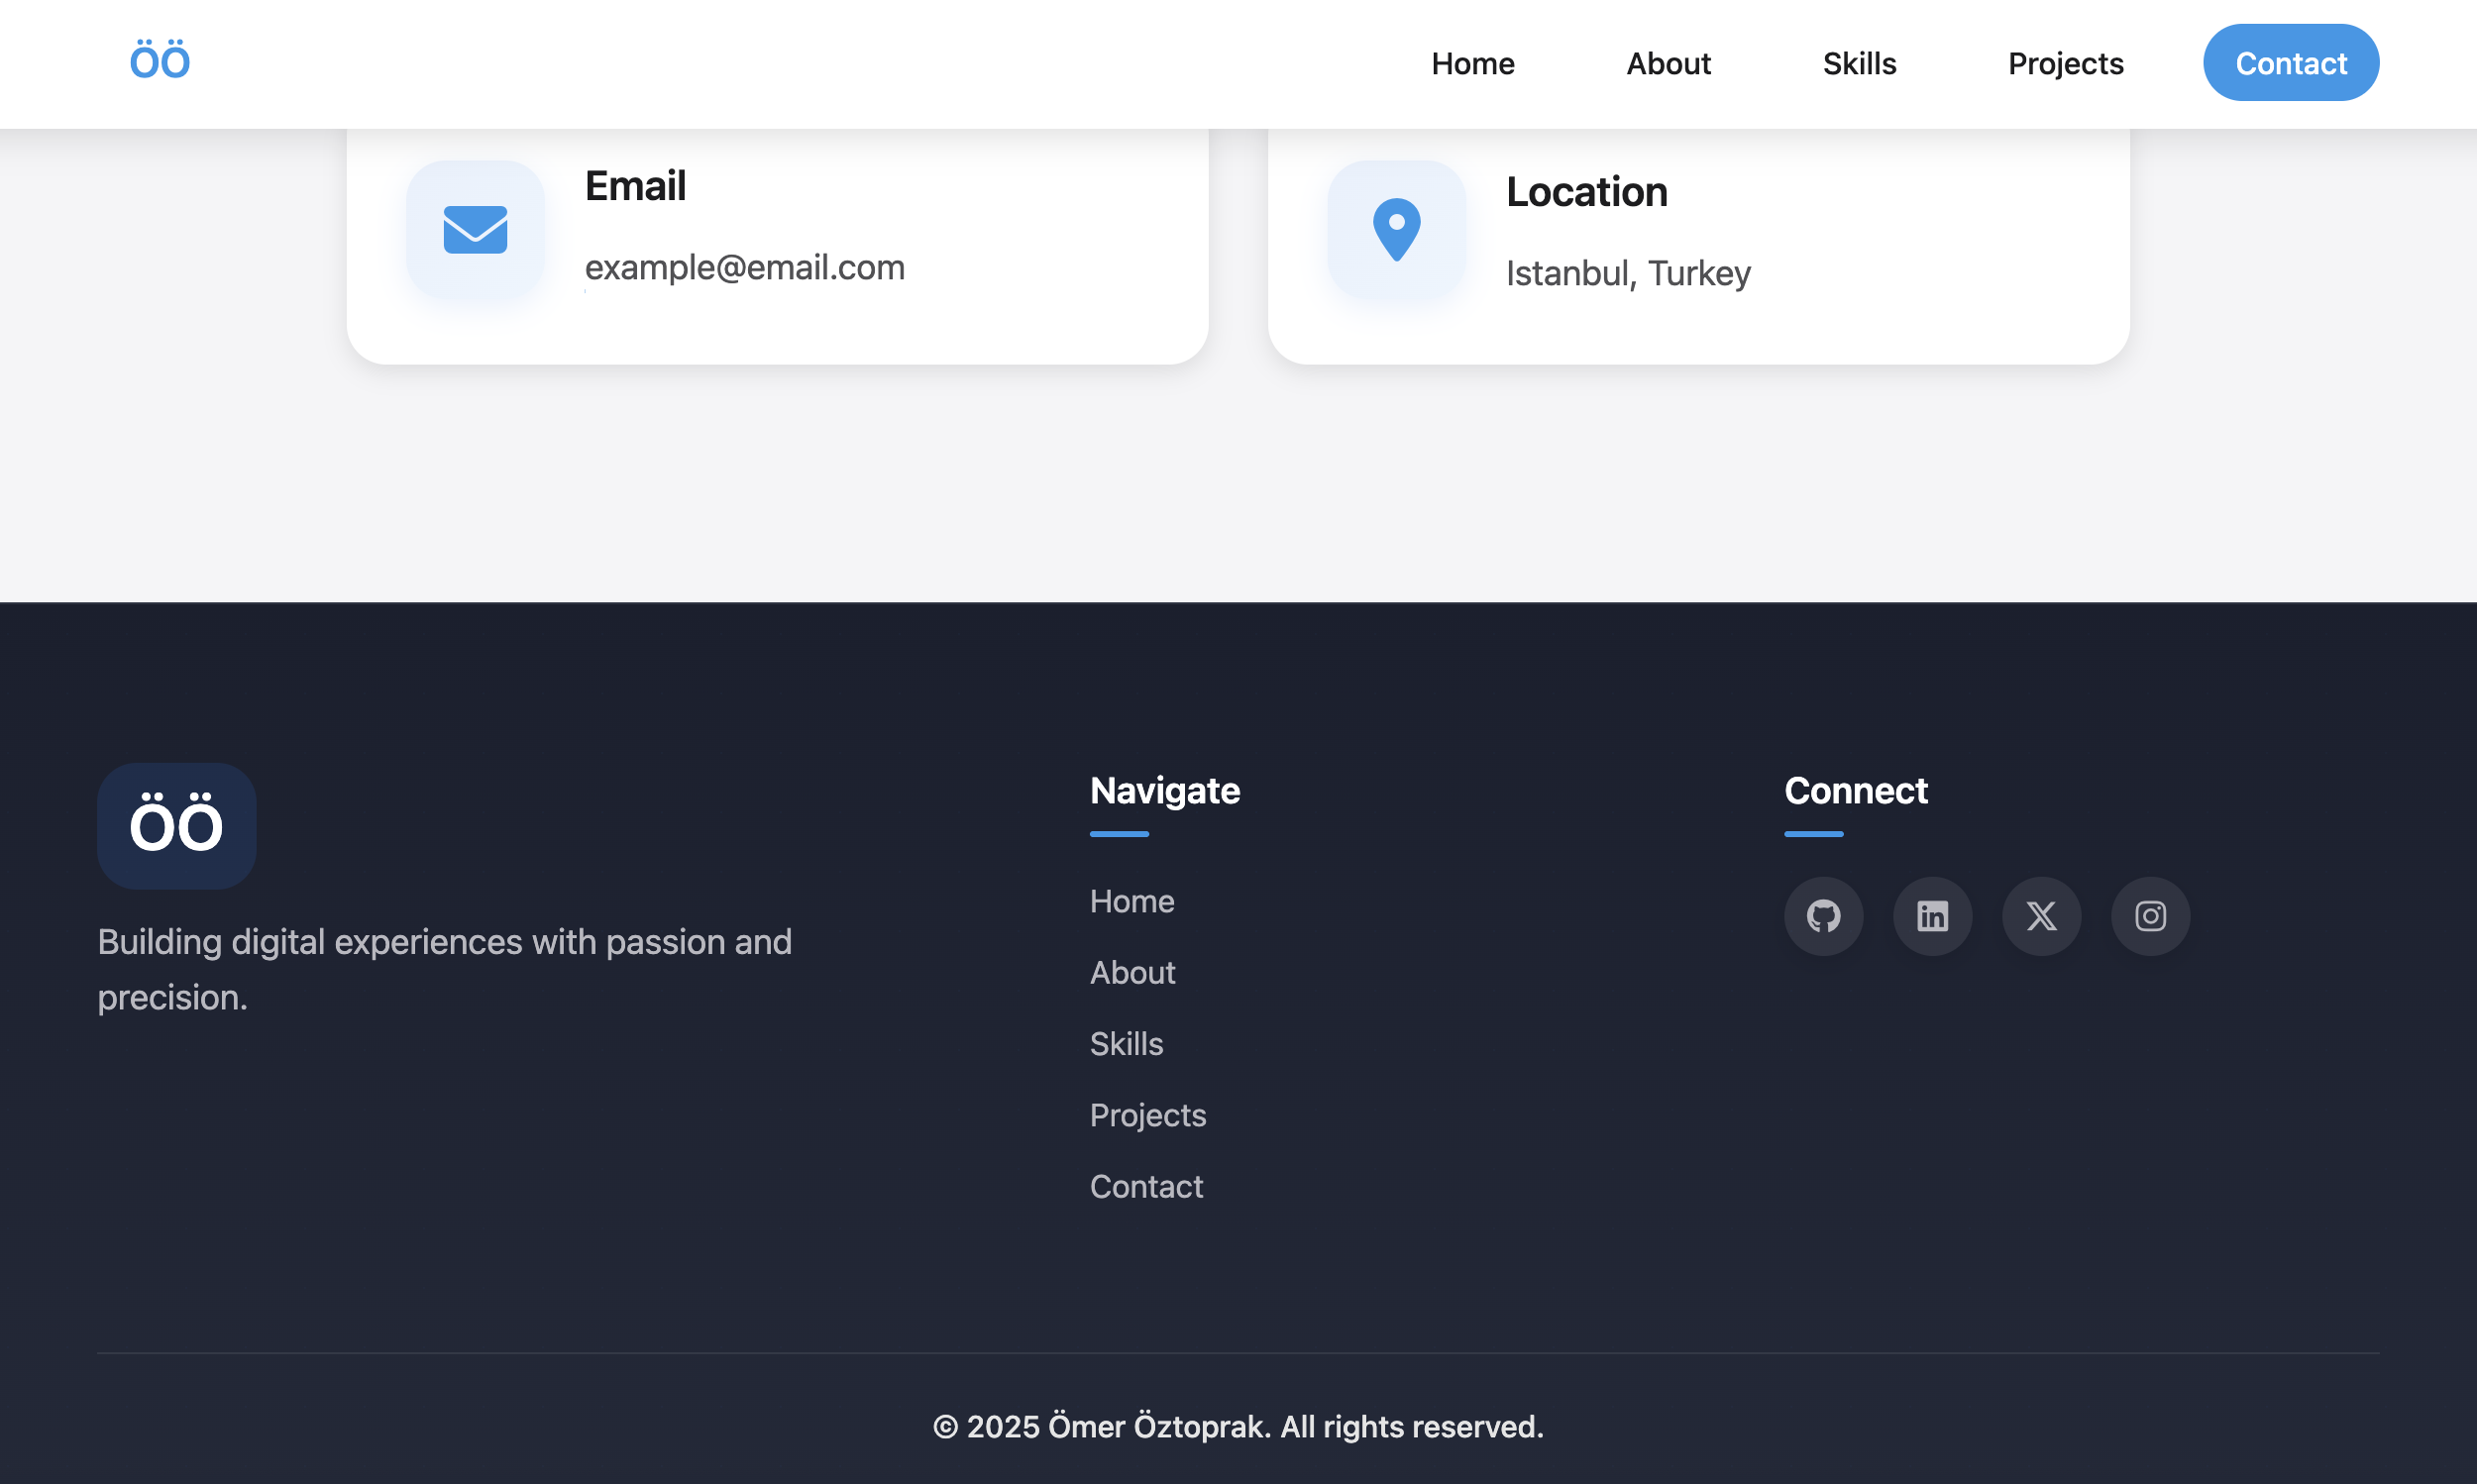 ÖÖ
Home
About
Skills
Projects
Contact
Email
example@email.com
Location
Istanbul, Turkey
ÖÖ
Building digital experiences with passion and
precision.
Navigate
Home
About
Skills
Projects
Contact
Connect
© 2025 Ömer Öztoprak. All rights reserved.